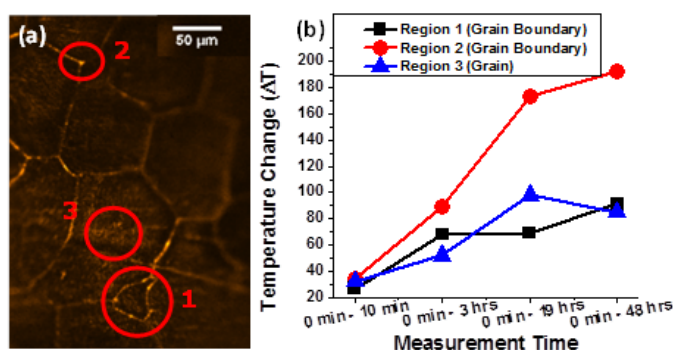 (a)
50 µm
2
3
1
(b)
Region 1 (Grain Boundary)
Region 2 (Grain Boundary)
Region 3 (Grain)
Temperature Change (ΔT)
200
180
160
140
120
100
80
60
40
20
0 min - 10 min
0 min - 3 hrs
0 min - 19 hrs
0 min - 48 hrs
Measurement Time